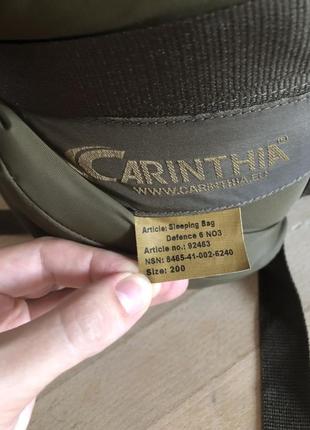 CARINTHIA™
WWW.CARINTHIA.EU
Article: Sleeping Bag
Defence 6 NO3
Article no.: 92463
NSN: 8465-41-002-6240
Size: 200